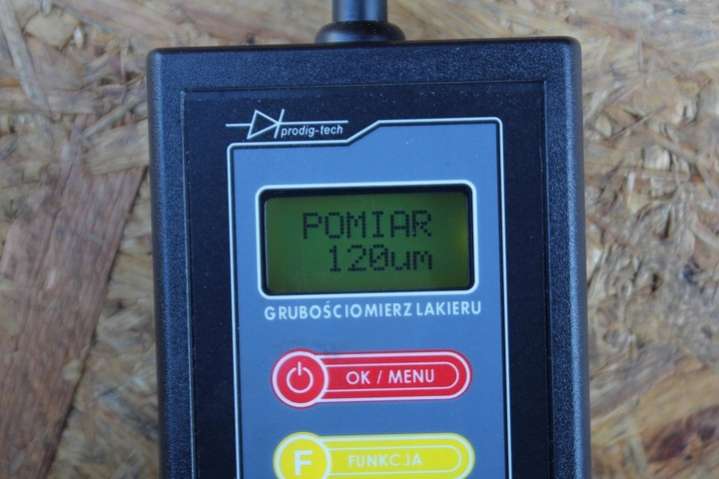 prodig-tech
POMIAR
120um
GRUBOŚCIOMIERZ LAKIERU
OK / MENU
F FUNKCJA